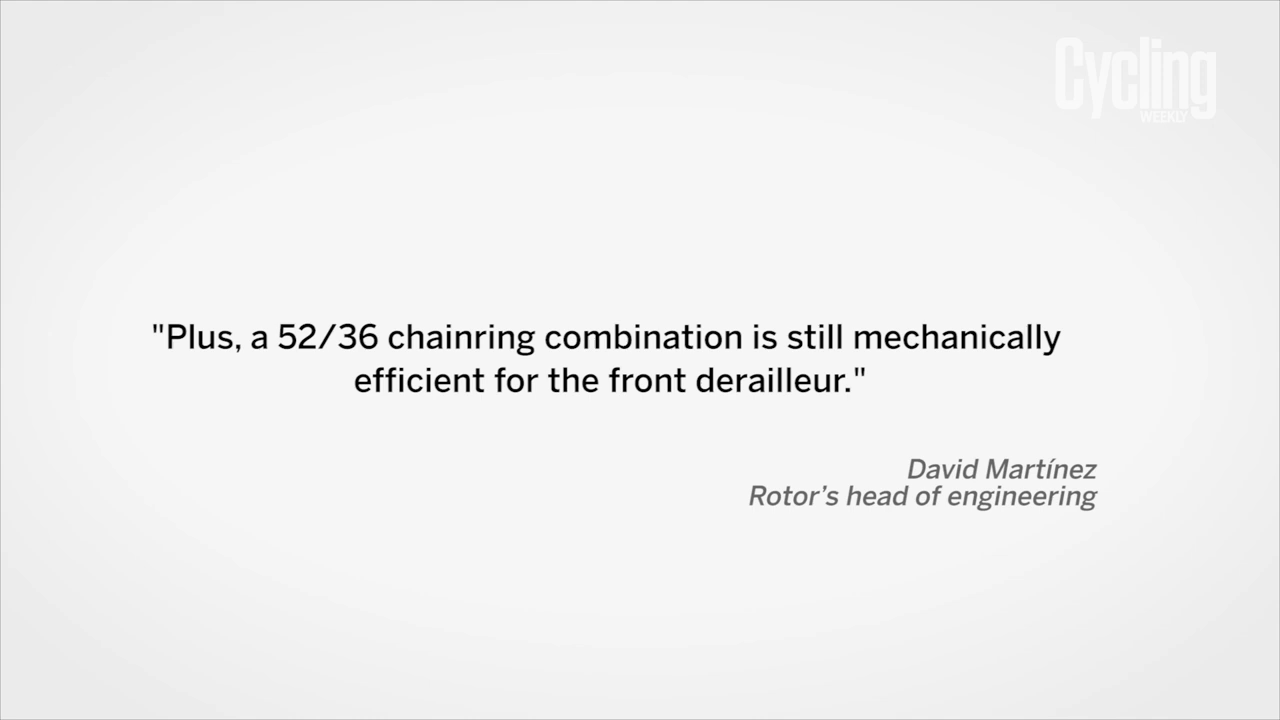 Cycling
WEEKLY
"Plus, a 52/36 chainring combination is still mechanically
efficient for the front derailleur."
David Martínez
Rotor’s head of engineering